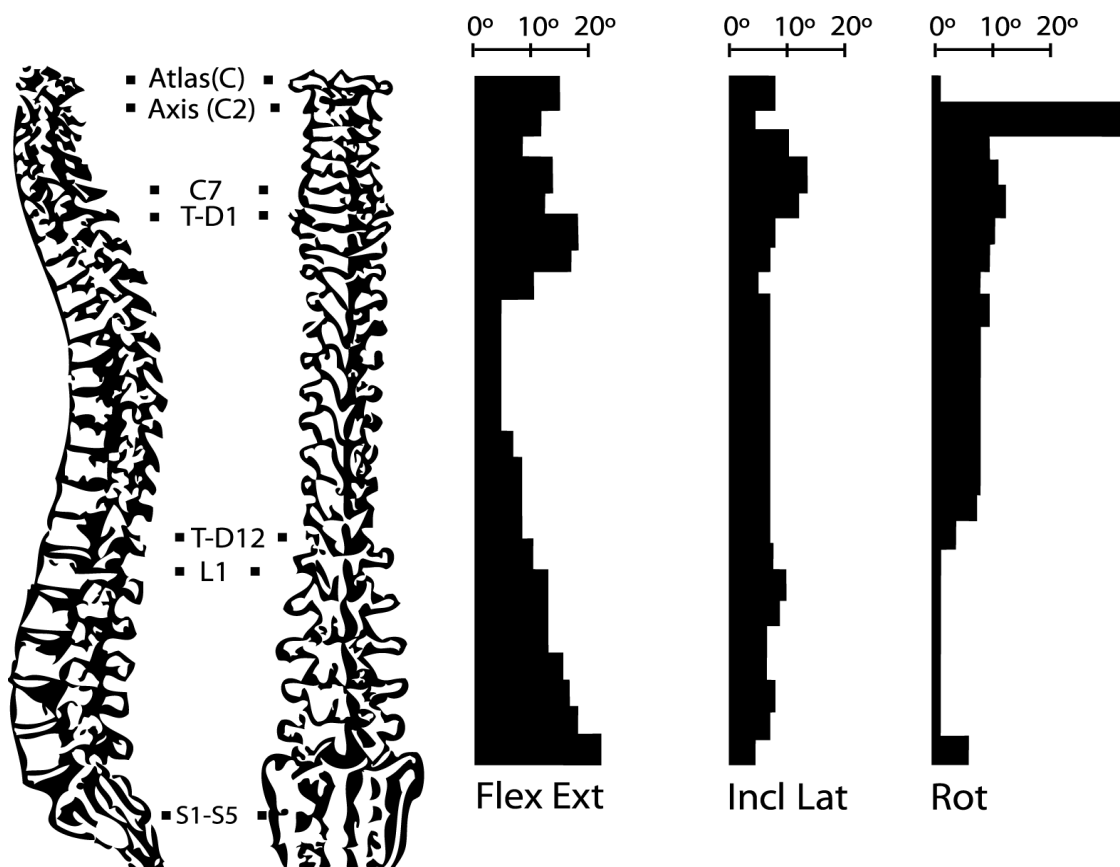 0º 10º 20º 0º 10º 20º 0º 10º 20º
Atlas(C)
Axis (C2)
C7
T-D1
T-D12
L1
S1-S5
Flex Ext Incl Lat Rot